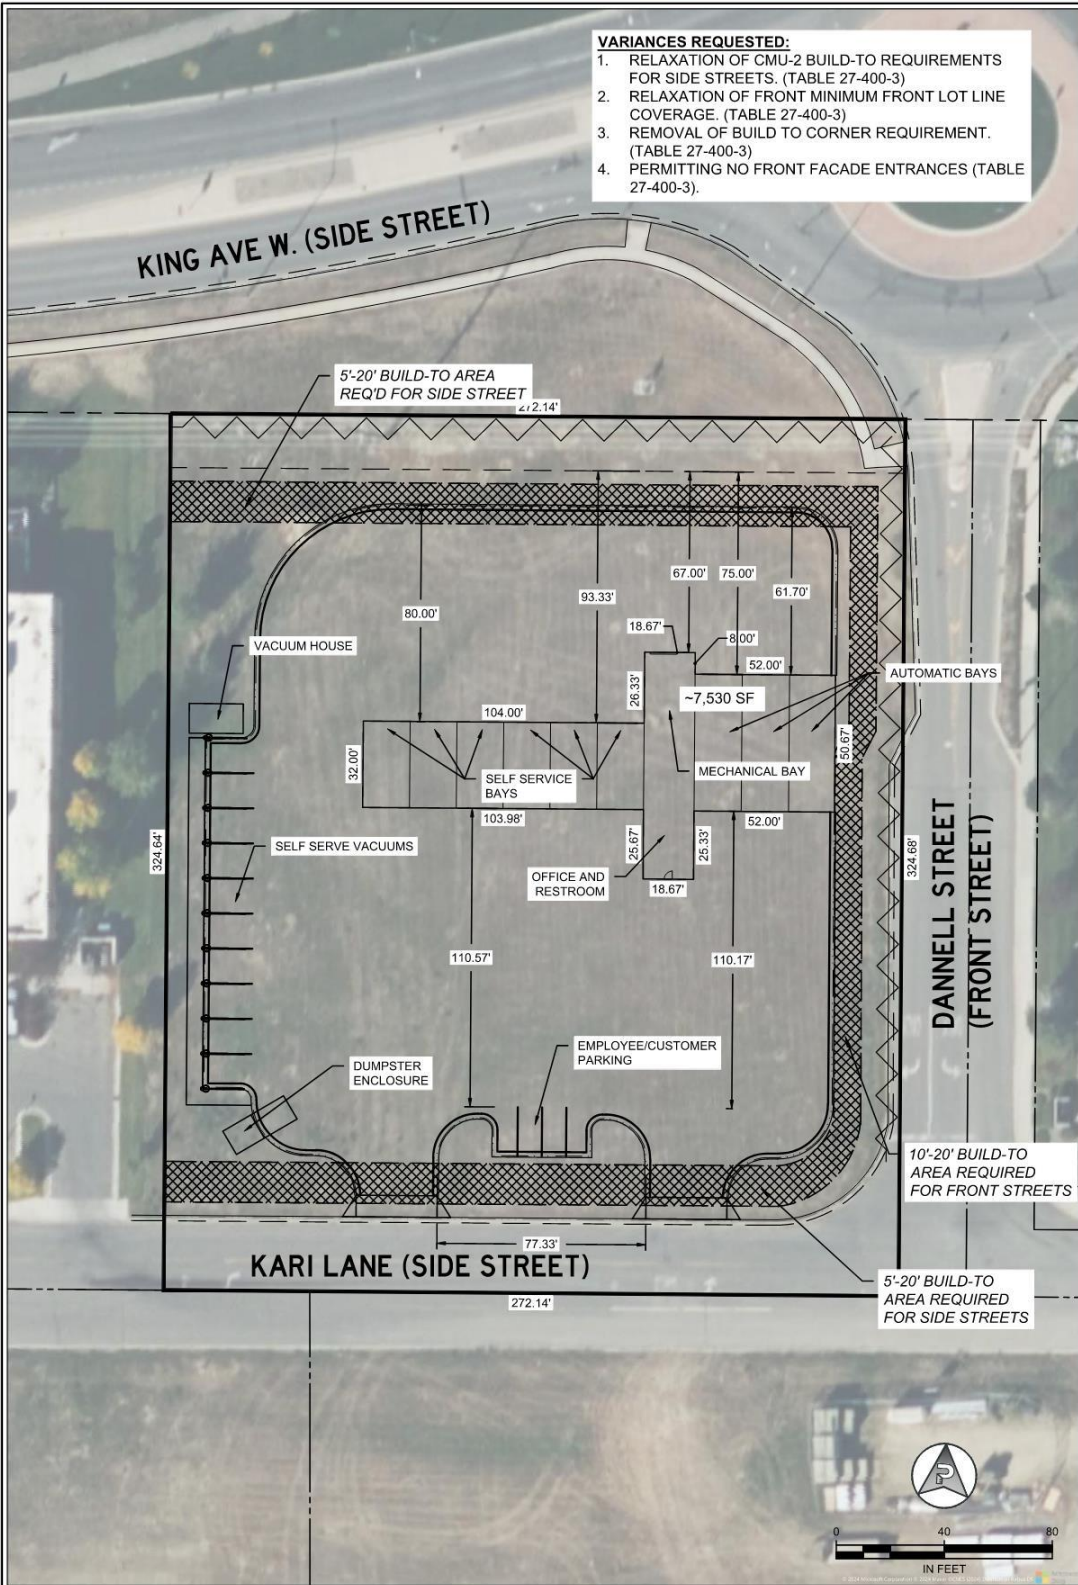 VARIANCES REQUESTED:
1. RELAXATION OF CMU-2 BUILD-TO REQUIREMENTS
FOR SIDE STREETS. (TABLE 27-400-3)
2. RELAXATION OF FRONT MINIMUM FRONT LOT LINE
COVERAGE. (TABLE 27-400-3)
3. REMOVAL OF BUILD TO CORNER REQUIREMENT.
(TABLE 27-400-3)
4. PERMITTING NO FRONT FACADE ENTRANCES (TABLE
27-400-3).
KING AVE W. (SIDE STREET)
5'-20' BUILD-TO AREA
REQ'D FOR SIDE STREET
272.14'
67.00'
75.00'
61.70'
93.33'
80.00'
18.67'
8.00'
52.00'
VACUUM HOUSE
AUTOMATIC BAYS
26.33'
~7,530 SF
104.00'
32.00'
50.67'
SELF SERVICE
BAYS
MECHANICAL BAY
103.98'
52.00'
324.64'
SELF SERVE VACUUMS
25.67'
25.33'
324.68'
OFFICE AND
RESTROOM
18.67'
DANNELL STREET
(FRONT STREET)
110.57'
110.17'
EMPLOYEE/CUSTOMER
PARKING
DUMPSTER
ENCLOSURE
10'-20' BUILD-TO
AREA REQUIRED
FOR FRONT STREETS
77.33'
KARI LANE (SIDE STREET)
5'-20' BUILD-TO
AREA REQUIRED
FOR SIDE STREETS
272.14'
0 40 80
IN FEET